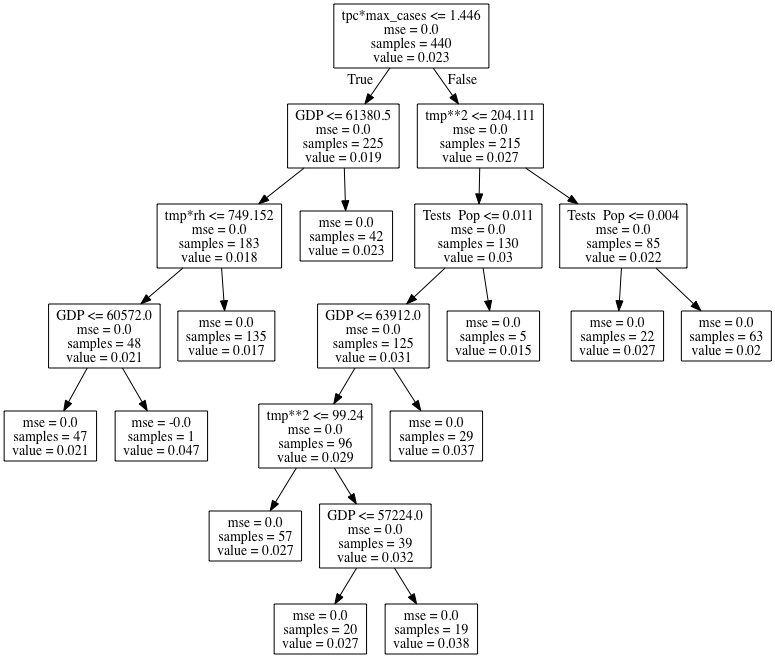 tpc*max_cases <= 1.446
mse = 0.0
samples = 440
value = 0.023
True
False
GDP <= 61380.5
mse = 0.0
samples = 225
value = 0.019
tmp**2 <= 204.111
mse = 0.0
samples = 215
value = 0.027
tmp*rh <= 749.152
mse = 0.0
samples = 183
value = 0.018
mse = 0.0
samples = 42
value = 0.023
Tests_Pop <= 0.011
mse = 0.0
samples = 130
value = 0.03
Tests_Pop <= 0.004
mse = 0.0
samples = 85
value = 0.022
GDP <= 60572.0
mse = 0.0
samples = 48
value = 0.021
mse = 0.0
samples = 135
value = 0.017
GDP <= 63912.0
mse = 0.0
samples = 125
value = 0.031
mse = 0.0
samples = 5
value = 0.015
mse = 0.0
samples = 22
value = 0.027
mse = 0.0
samples = 63
value = 0.02
mse = 0.0
samples = 47
value = 0.021
mse = -0.0
samples = 1
value = 0.047
tmp**2 <= 99.24
mse = 0.0
samples = 96
value = 0.029
mse = 0.0
samples = 29
value = 0.037
mse = 0.0
samples = 57
value = 0.027
GDP <= 57224.0
mse = 0.0
samples = 39
value = 0.032
mse = 0.0
samples = 20
value = 0.027
mse = 0.0
samples = 19
value = 0.038